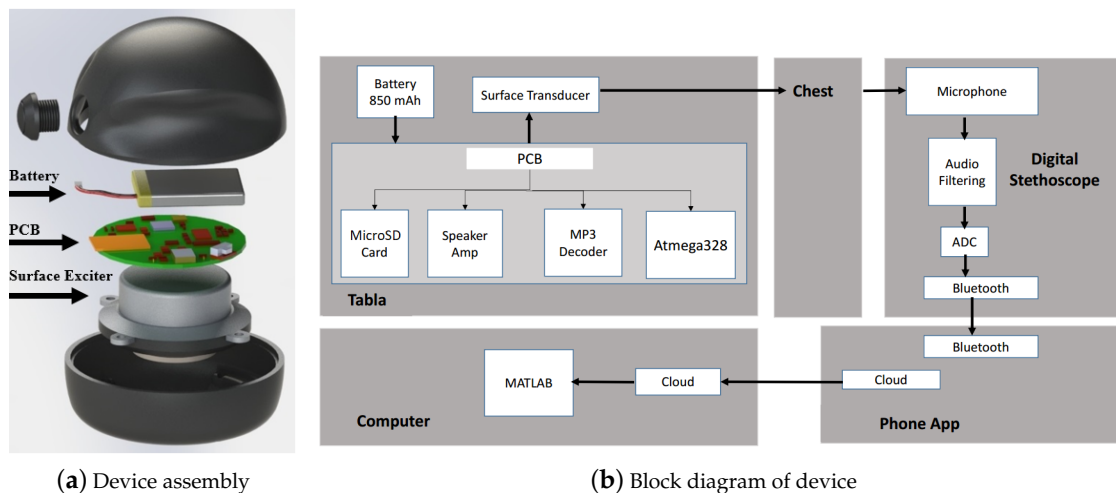 Battery
PCB
Surface Exciter
(a) Device assembly
Battery
850 mAh
Surface Transducer
PCB
MicroSD
Card
Speaker
Amp
MP3
Decoder
Atmega328
Tabla
Chest
Microphone
Audio
Filtering
Digital
Stethoscope
ADC
Bluetooth
Bluetooth
Cloud
Phone App
Cloud
MATLAB
Computer
(b) Block diagram of device